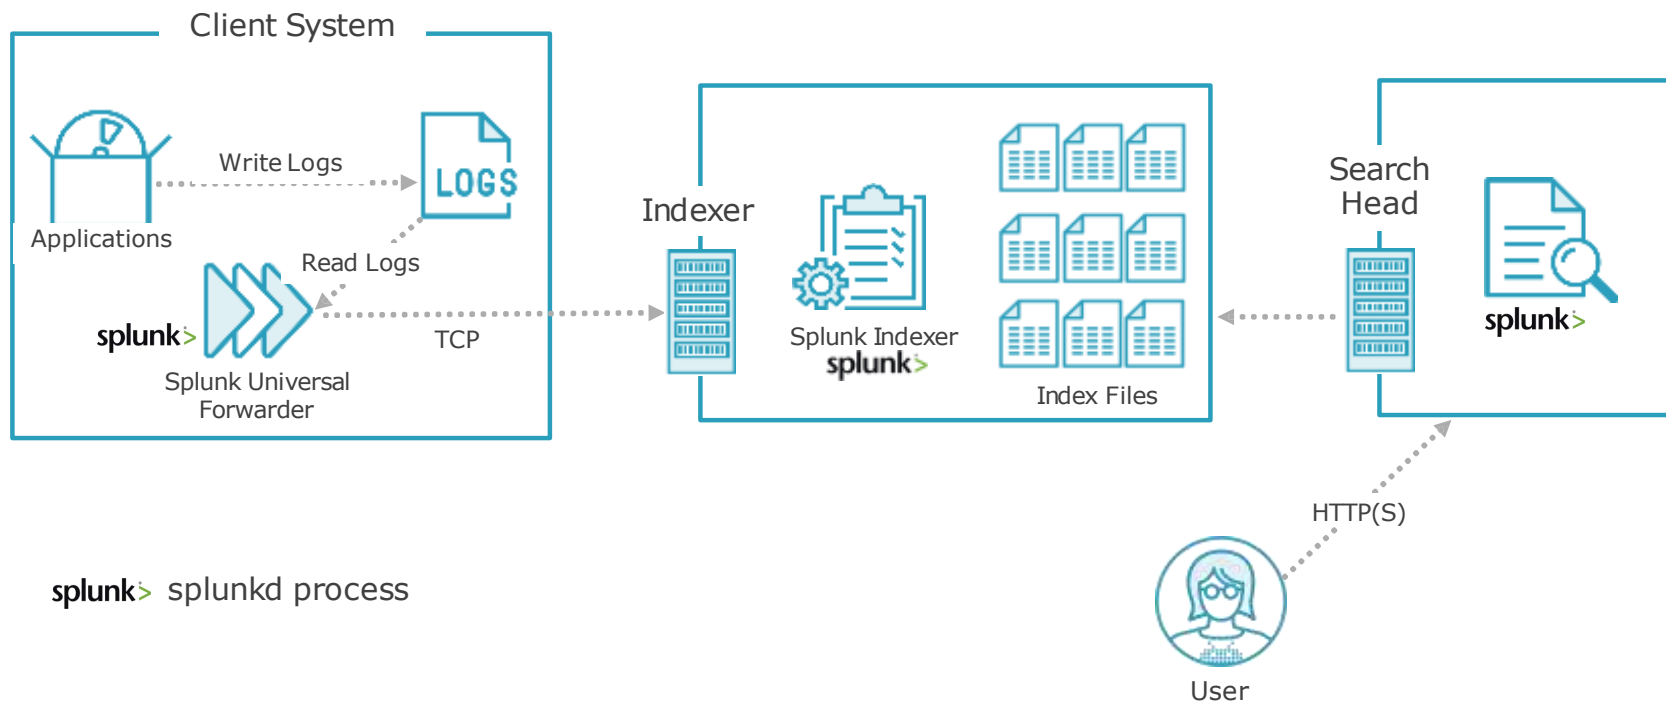 Client System
Write Logs
LOGS
Applications
Read Logs
splunk>
TCP
Splunk Universal
Forwarder
Indexer
Splunk Indexer
splunk>
Index Files
Search
Head
splunk>
HTTP(S)
User
splunk> splunkd process